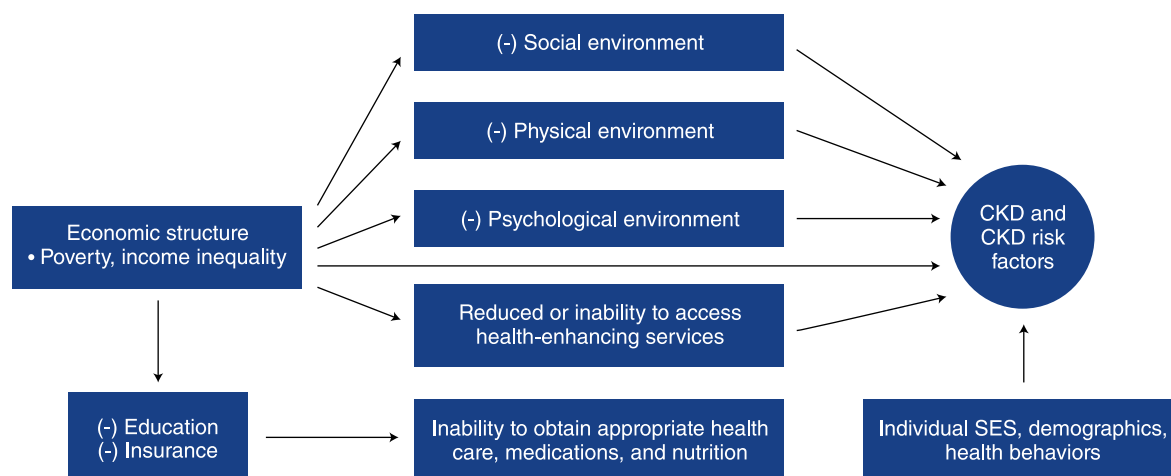 (-) Social environment
(-) Physical environment
(-) Psychological environment
Economic structure
• Poverty, income inequality
CKD and
CKD risk
factors
Reduced or inability to access
health-enhancing services
(-) Education
(-) Insurance
Inability to obtain appropriate health
care, medications, and nutrition
Individual SES, demographics,
health behaviors